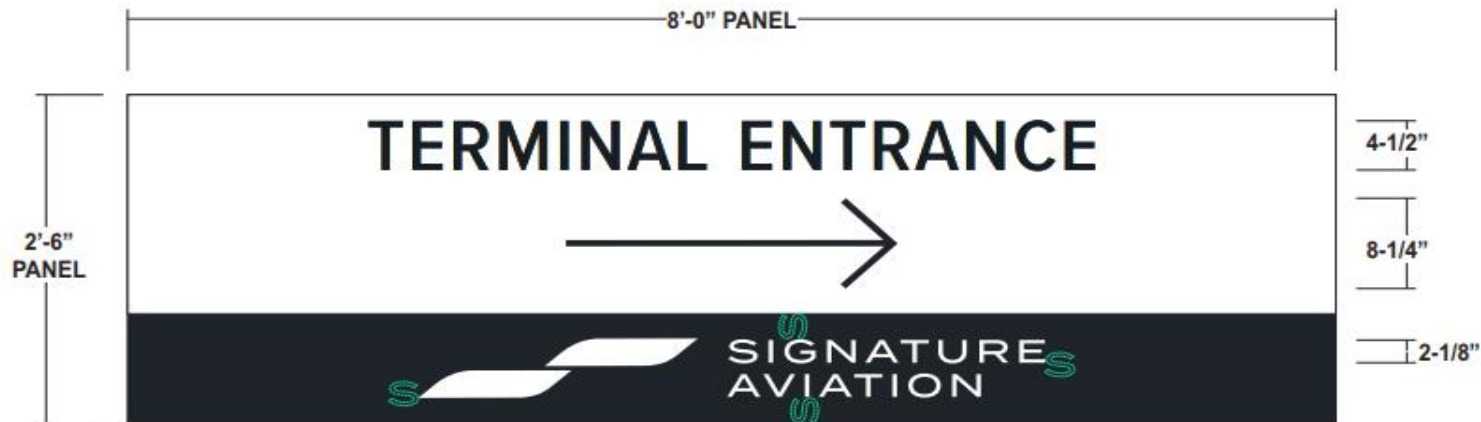 8’-0” PANEL
TERMINAL ENTRANCE
4-1/2”
2’-6”
PANEL
8-1/4”
S
SIGNATURE
S
2-1/8”
S
AVIATION
S